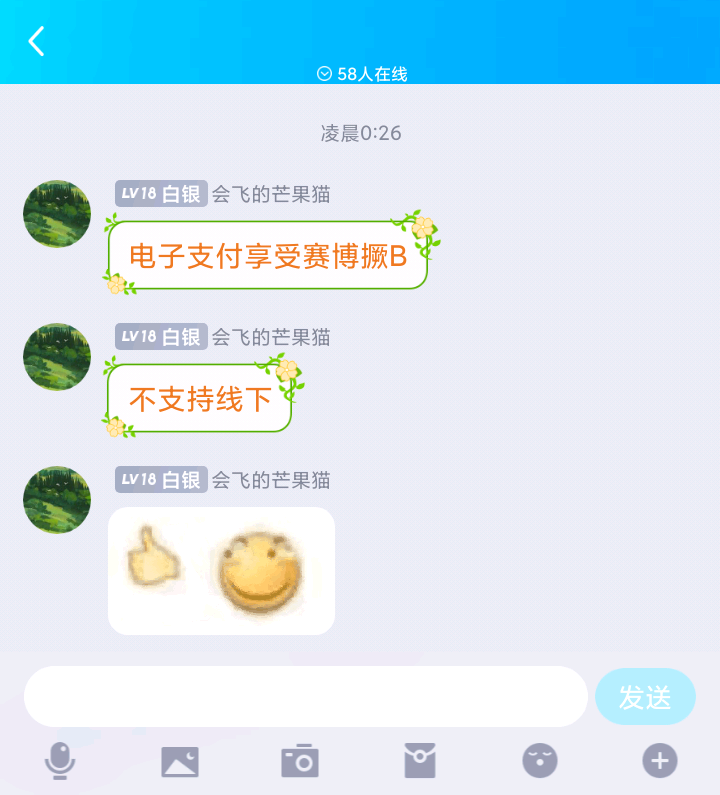 58人在线
凌晨0:26
LV18 白银 会飞的芒果猫
电子支付享受赛博撅B
LV18 白银 会飞的芒果猫
不支持线下
LV18 白银 会飞的芒果猫
发送